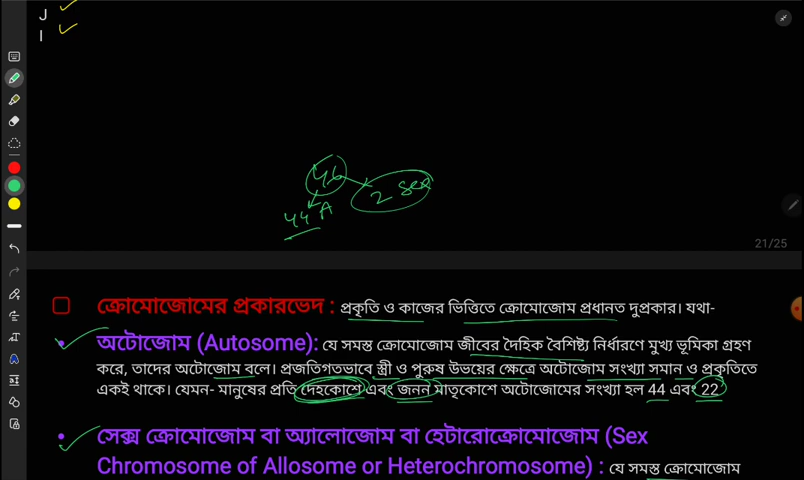 J
I
46
2 sex
44 A
21/25
ক্রোমোজোমের প্রকারভেদ : প্রকৃতি ও কাজের ভিত্তিতে ক্রোমোজোম প্রধানত দুপ্রকার। যথা-
• অটোজোম (Autosome): যে সমস্ত ক্রোমোজোম জীবের দৈহিক বৈশিষ্ট্য নির্ধারণে মুখ্য ভূমিকা গ্রহণ
করে, তাদের অটোজোম বলে। প্রজতিগতভাবে স্ত্রী ও পুরুষ উভয়ের ক্ষেত্রে অটোজোম সংখ্যা সমান ও প্রকৃতিতে
একই থাকে। যেমন- মানুষের প্রতি দেহকোশে এবং জনন মাতৃকোশে অটোজোমের সংখ্যা হল 44 এবং 22
• সেক্স ক্রোমোজোম বা অ্যালোজোম বা হেটারোক্রোমোজোম (Sex
Chromosome of Allosome or Heterochromosome) : যে সমস্ত ক্রোমোজোম